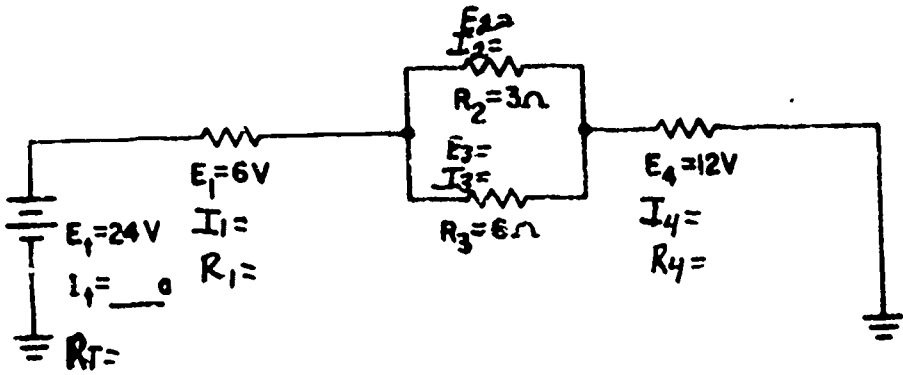 E2=
I2=
R2=3Ω
E3=
I3=
R3=6Ω
E1=6V
I1=
R1=
Et=24V
It=____a
RT=
E4=12V
I4=
R4=